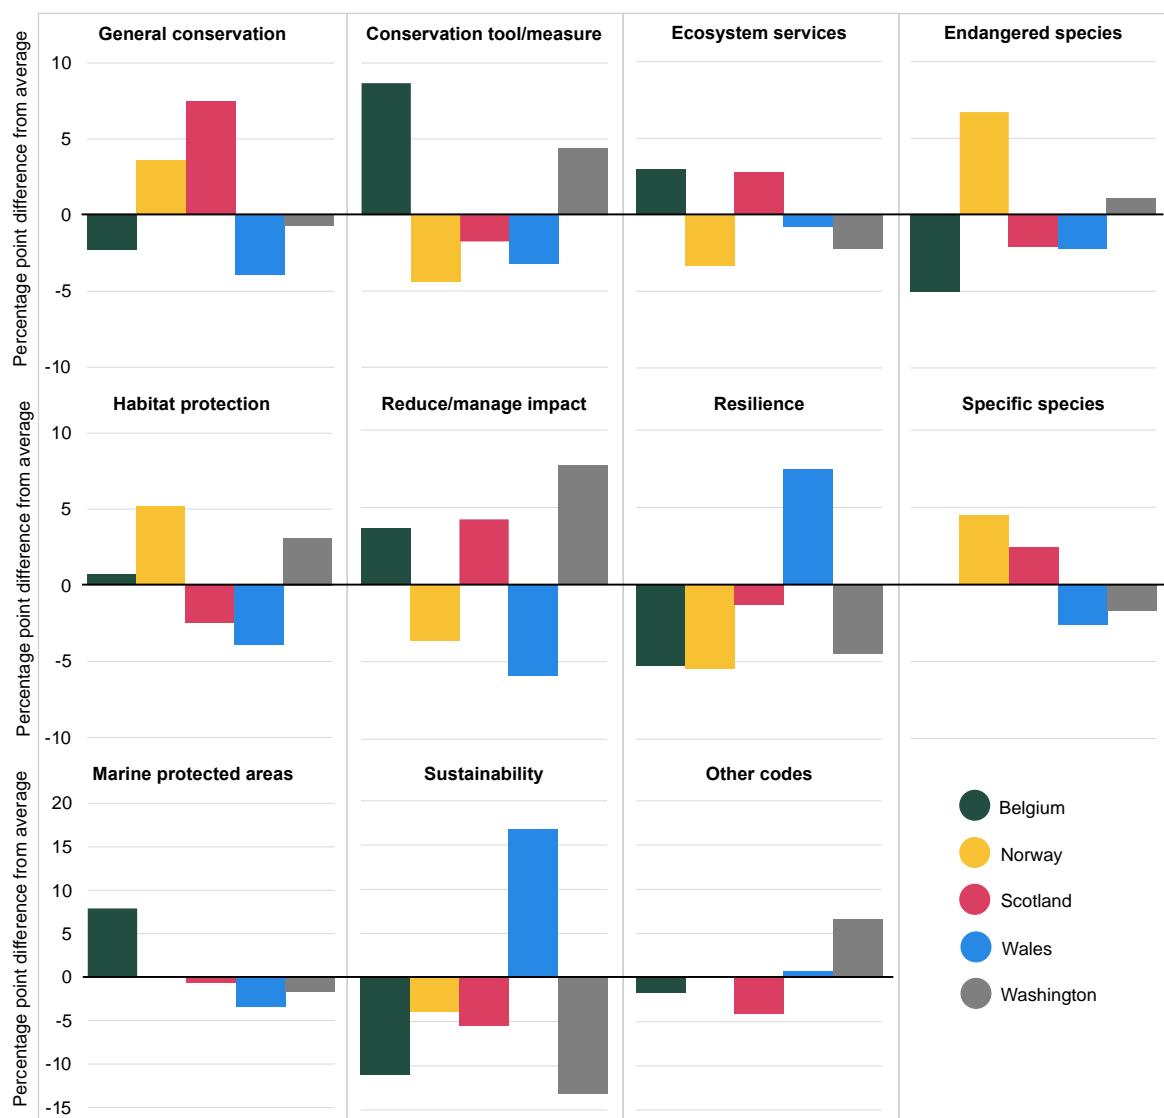 General conservation
Conservation tool/measure
Ecosystem services
Endangered species
Percentage point difference from average
10
5
0
-5
-10
Habitat protection
Reduce/manage impact
Resilience
Specific species
Percentage point difference from average
10
5
0
-5
-10
Marine protected areas
Sustainability
Other codes
Percentage point difference from average
20
15
10
5
0
-5
-10
-15
Belgium
Norway
Scotland
Wales
Washington